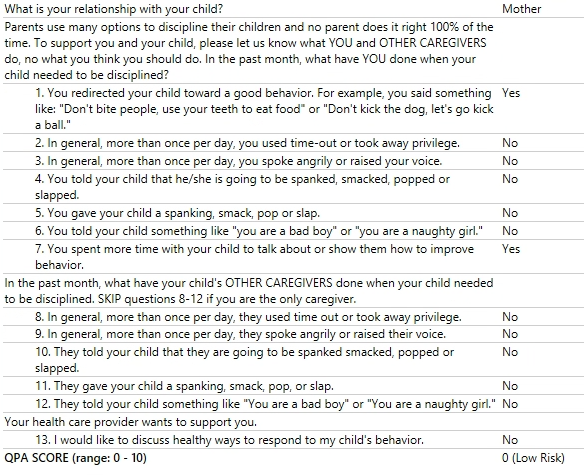 What is your relationship with your child? Mother
Parents use many options to discipline their children and no parent does it right 100% of the
time. To support you and your child, please let us know what YOU and OTHER CAREGIVERS
do, no what you think you should do. In the past month, what have YOU done when your
child needed to be disciplined?
1. You redirected your child toward a good behavior. For example, you said something Yes
like: "Don't bite people, use your teeth to eat food" or "Don't kick the dog, let's go kick
a ball."
2. In general, more than once per day, you used time-out or took away privilege. No
3. In general, more than once per day, you spoke angrily or raised your voice. No
4. You told your child that he/she is going to be spanked, smacked, popped or No
slapped.
5. You gave your child a spanking, smack, pop or slap. No
6. You told your child something like "you are a bad boy" or "you are a naughty girl." No
7. You spent more time with your child to talk about or show them how to improve Yes
behavior.
In the past month, what have your child's OTHER CAREGIVERS done when your child needed
to be disciplined. SKIP questions 8-12 if you are the only caregiver.
8. In general, more than once per day, they used time out or took away privilege. No
9. In general, more than once per day, they spoke angrily or raised their voice. No
10. They told your child that they are going to be spanked smacked, popped or No
slapped.
11. They gave your child a spanking, smack, pop, or slap. No
12. They told your child something like "You are a bad boy" or "You are a naughty girl." No
Your health care provider wants to support you.
13. I would like to discuss healthy ways to respond to my child's behavior. No
QPA SCORE (range: 0 - 10) 0 (Low Risk)